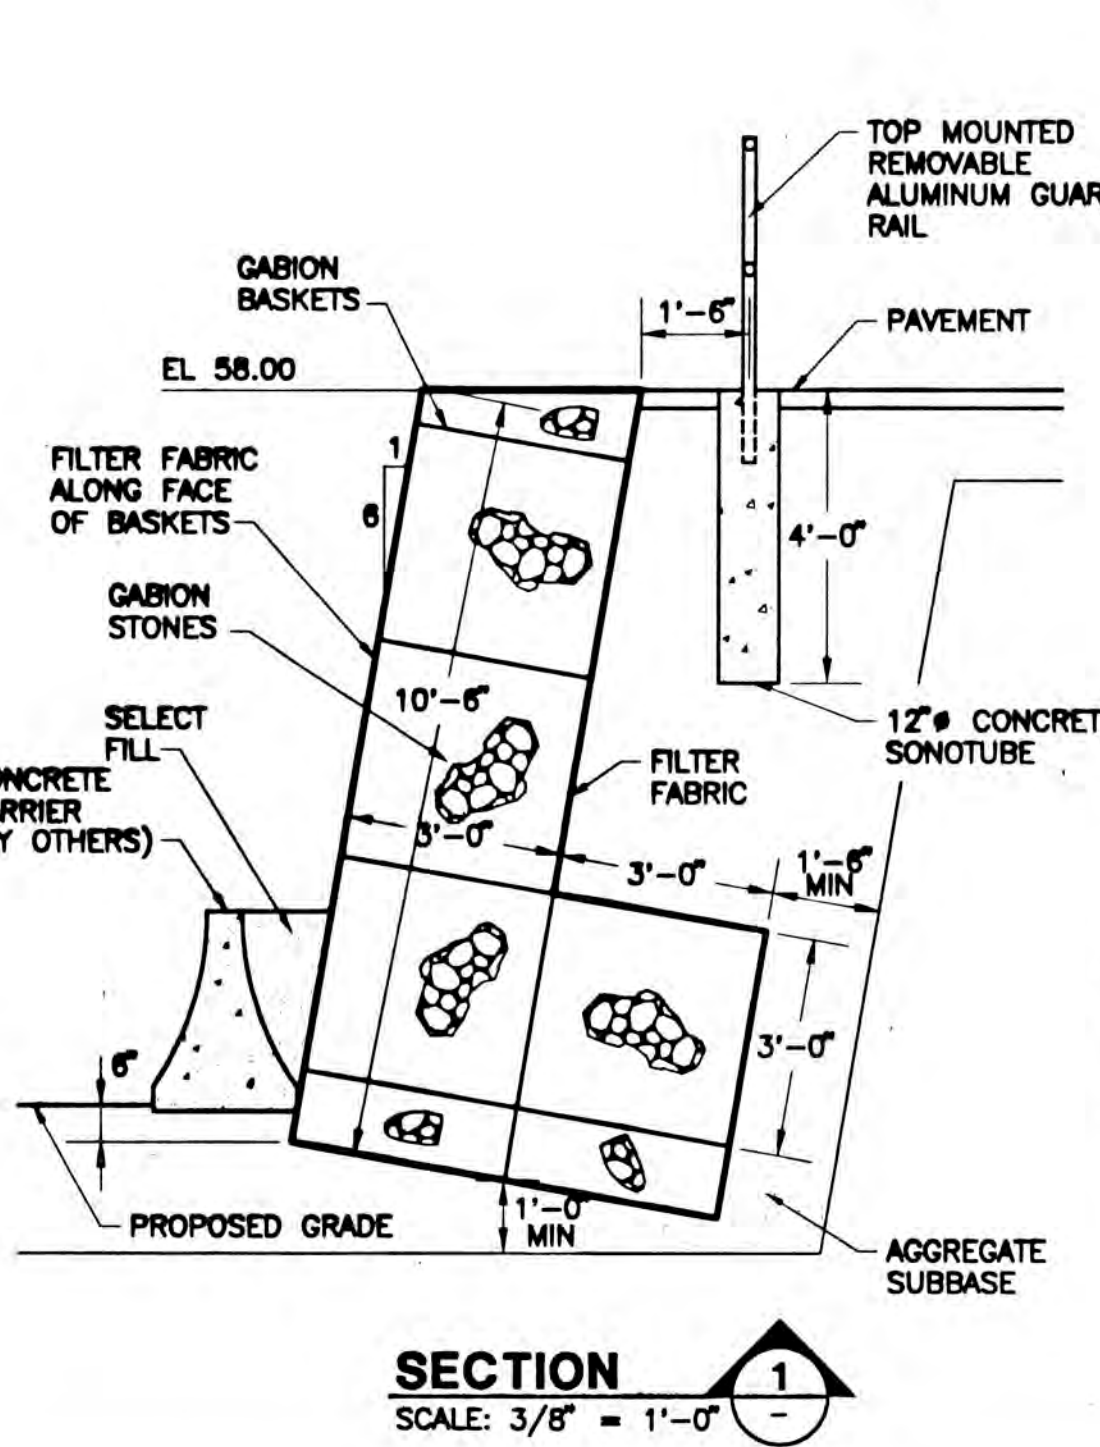 TOP MOUNTED
REMOVABLE
ALUMINUM GUAR
RAIL
GABION
BASKETS
1'-6"
PAVEMENT
EL 58.00
1
6
FILTER FABRIC
ALONG FACE
OF BASKETS
4'-0"
GABION
STONES
10'-6"
SELECT
FILL
12"ø CONCRET
SONOTUBE
FILTER
FABRIC
ONCRETE
ARRIER
Y OTHERS)
3'-0"
3'-0"
1'-6"
MIN
3'-0"
6"
1'-0"
MIN
PROPOSED GRADE
AGGREGATE
SUBBASE
SECTION
SCALE: 3/8" = 1'-0"
1
-